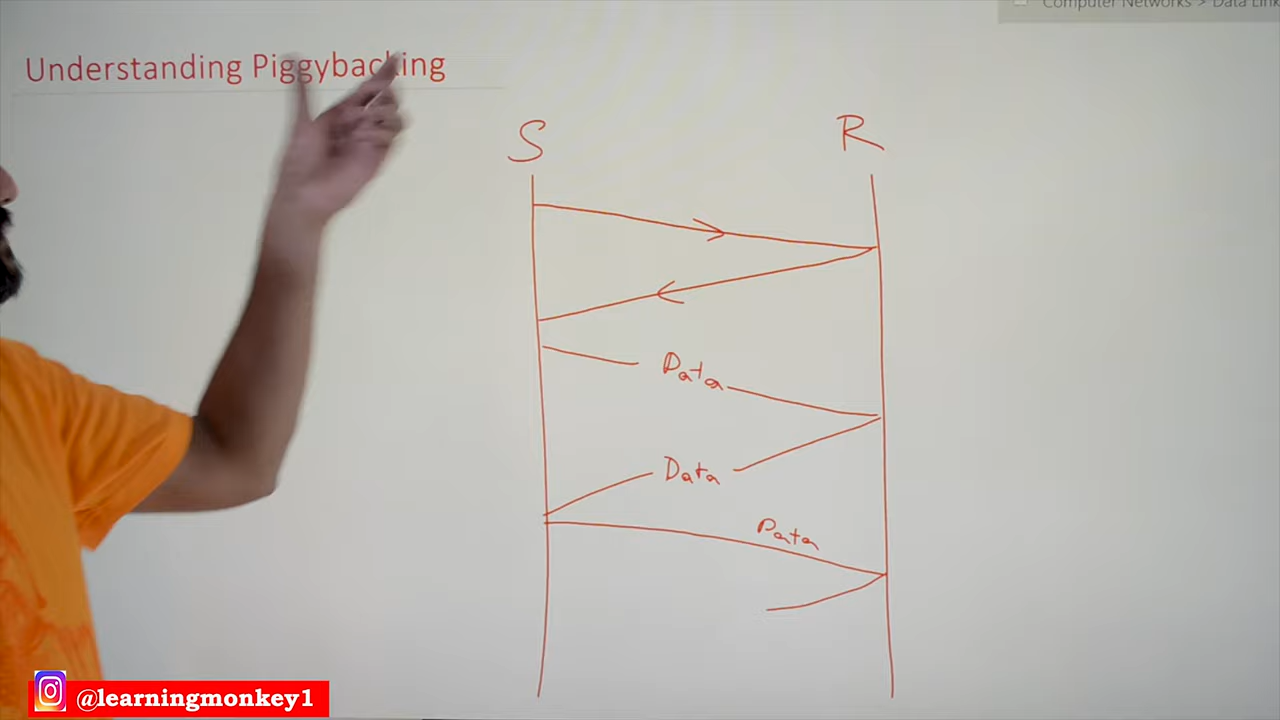 Computer Networks > Data Link
Understanding Piggybacking
S R
Data
Data
Data
@learningmonkey1